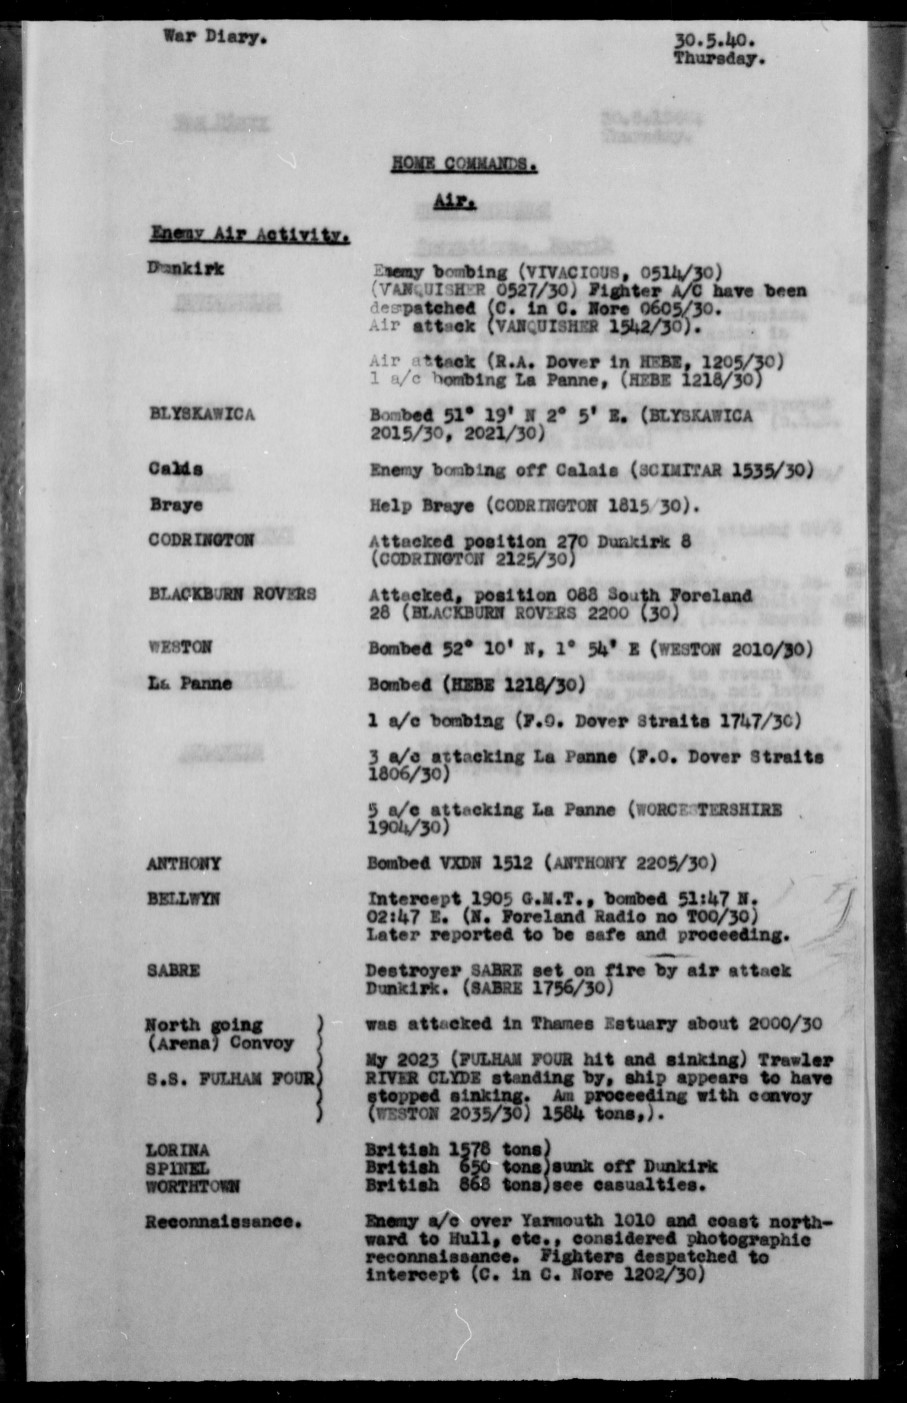 War Diary.
30.5.40.
Thursday.
HOME COMMANDS.
Air.
Enemy Air Activity.
Dunkirk Enemy bombing (VIVACIOUS, 0514/30)
(VANQUISHER 0527/30) Fighter A/C have been
despatched (C. in C. Nore 0605/30.
Air attack (VANQUISHER 1542/30).
Air attack (R.A. Dover in HEBE, 1205/30)
1 a/c bombing La Panne, (HEBE 1218/30)
BLYSKAWICA Bombed 51° 19' N 2° 5' E. (BLYSKAWICA
2015/30, 2021/30)
Calais Enemy bombing off Calais (SCIMITAR 1535/30)
Braye Help Braye (CODRINGTON 1815/30).
CODRINGTON Attacked position 270 Dunkirk 8
(CODRINGTON 2125/30)
BLACKBURN ROVERS Attacked, position 088 South Foreland
28 (BLACKBURN ROVERS 2200 (30)
WESTON Bombed 52° 10' N, 1° 54' E (WESTON 2010/30)
La Panne Bombed (HEBE 1218/30)
1 a/c bombing (F.O. Dover Straits 1747/30)
3 a/c attacking La Panne (F.O. Dover Straits
1806/30)
5 a/c attacking La Panne (WORCESTERSHIRE
1904/30)
ANTHONY Bombed VXDN 1512 (ANTHONY 2205/30)
BELLWYN Intercept 1905 G.M.T., bombed 51:47 N.
02:47 E. (N. Foreland Radio no TOO/30)
Later reported to be safe and proceeding.
SABRE Destroyer SABRE set on fire by air attack
Dunkirk. (SABRE 1756/30)
North going ) was attacked in Thames Estuary about 2000/30
(Arena) Convoy )
) My 2023 (FULHAM FOUR hit and sinking) Trawler
S.S. FULHAM FOUR) RIVER CLYDE standing by, ship appears to have
) stopped sinking. Am proceeding with convoy
) (WESTON 2035/30) 1584 tons,).
LORINA British 1578 tons)
SPINEL British 650 tons)sunk off Dunkirk
WORTHTOWN British 868 tons)see casualties.
Reconnaissance. Enemy a/c over Yarmouth 1010 and coast north-
ward to Hull, etc., considered photographic
reconnaissance. Fighters despatched to
intercept (C. in C. Nore 1202/30)